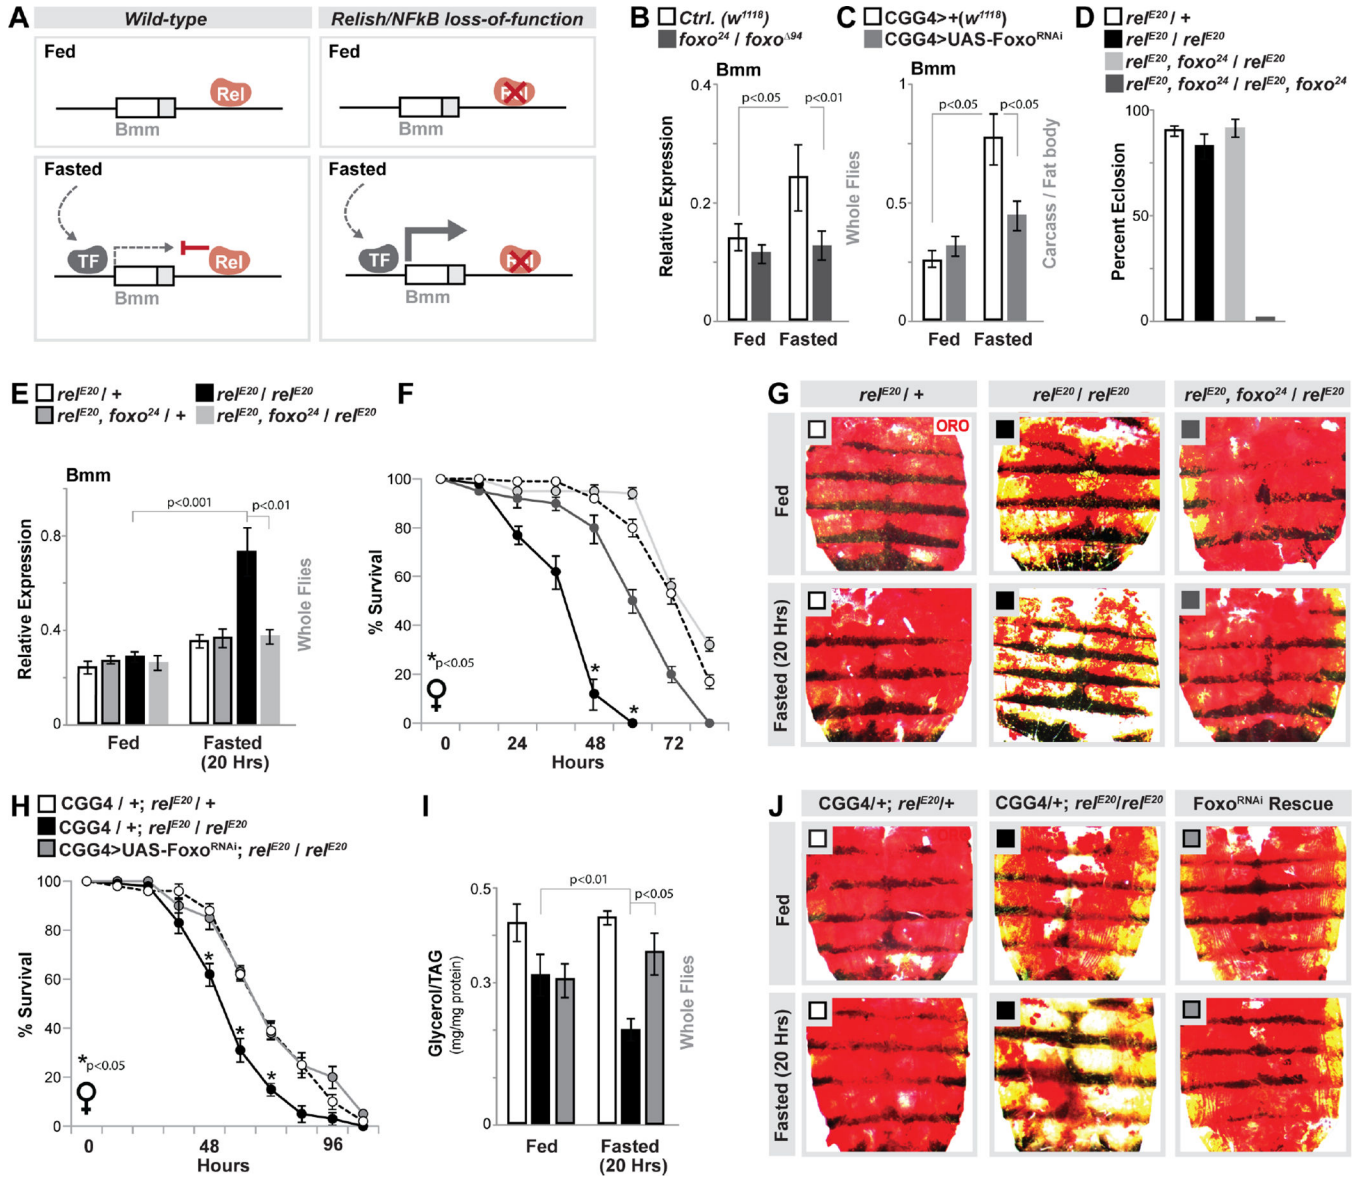 A
Wild-type
Relish/NFkB loss-of-function
Fed
Rel
Bmm
Fed
Rel
Bmm
Fasted
TF
Rel
Bmm
Fasted
TF
Rel
Bmm
B
Ctrl. (w1118)
foxo24 / foxoΔ94
Bmm
0.4
p<0.05
p<0.01
0.2
0
Relative Expression
Whole Flies
Fed
Fasted
C
CGG4>+(w1118)
CGG4>UAS-FoxoRNAi
Bmm
1
p<0.05
p<0.05
0.5
0
Carcass / Fat body
Fed
Fasted
D
relE20 / +
relE20 / relE20
relE20, foxo24 / relE20
relE20, foxo24 / relE20, foxo24
100
50
0
Percent Eclosion
E
relE20 / +
relE20 / relE20
relE20, foxo24 / +
relE20, foxo24 / relE20
Bmm
p<0.001
p<0.01
0.8
0.4
0
Relative Expression
Whole Flies
Fed
Fasted
(20 Hrs)
F
100
80
60
40
20
0
% Survival
*p<0.05
♀
*
*
0
24
48
72
Hours
G
relE20 / +
relE20 / relE20
relE20, foxo24 / relE20
ORO
Fed
Fasted (20 Hrs)
H
CGG4 / +; relE20 / +
CGG4 / +; relE20 / relE20
CGG4>UAS-FoxoRNAi; relE20 / relE20
100
80
60
40
20
0
% Survival
*p<0.05
♀
*
*
*
0
48
96
Hours
I
0.5
p<0.01
p<0.05
0.3
0
Glycerol/TAG
(mg/mg protein)
Whole Flies
Fed
Fasted
(20 Hrs)
J
CGG4/+; relE20/+
CGG4/+; relE20/relE20
FoxoRNAi Rescue
Fed
Fasted (20 Hrs)